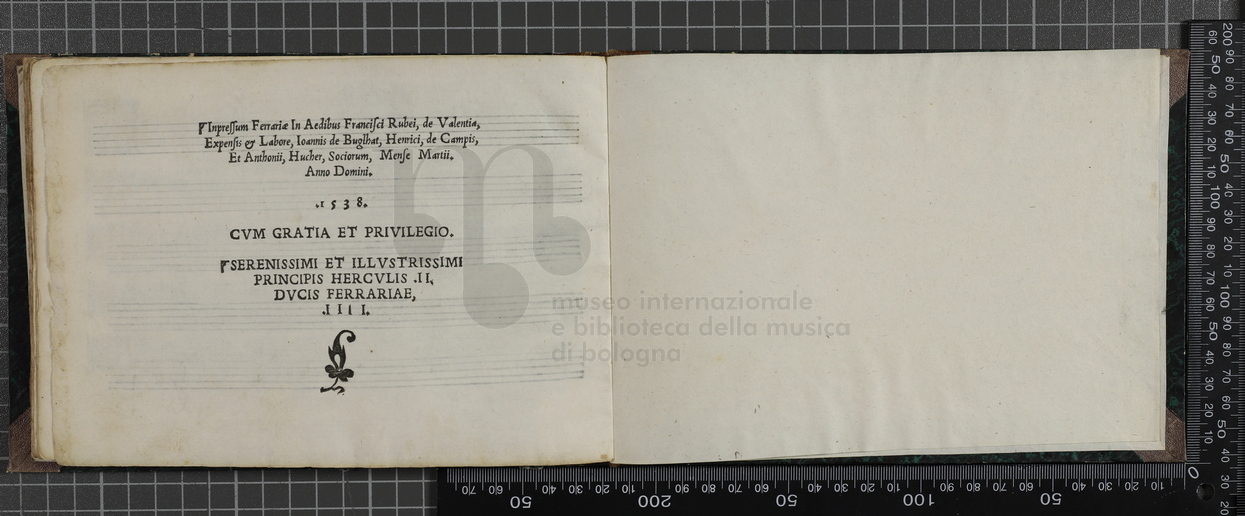 Inpressum Ferrariæ In Aedibus Francisci Rubei, de Valentia,
Expensis & Labore, Ioannis de Buglhat, Henrici, de Campis,
Et Anthonii, Hucher, Sociorum, Mense Martii.
Anno Domini.
.1538.
CVM GRATIA ET PRIVILEGIO.
SERENISSIMI ET ILLVSTRISSIMI
PRINCIPIS HERCVLIS .II,
DVCIS FERRARIAE,
.IIII.
museo internazionale
e biblioteca della musica
di bologna